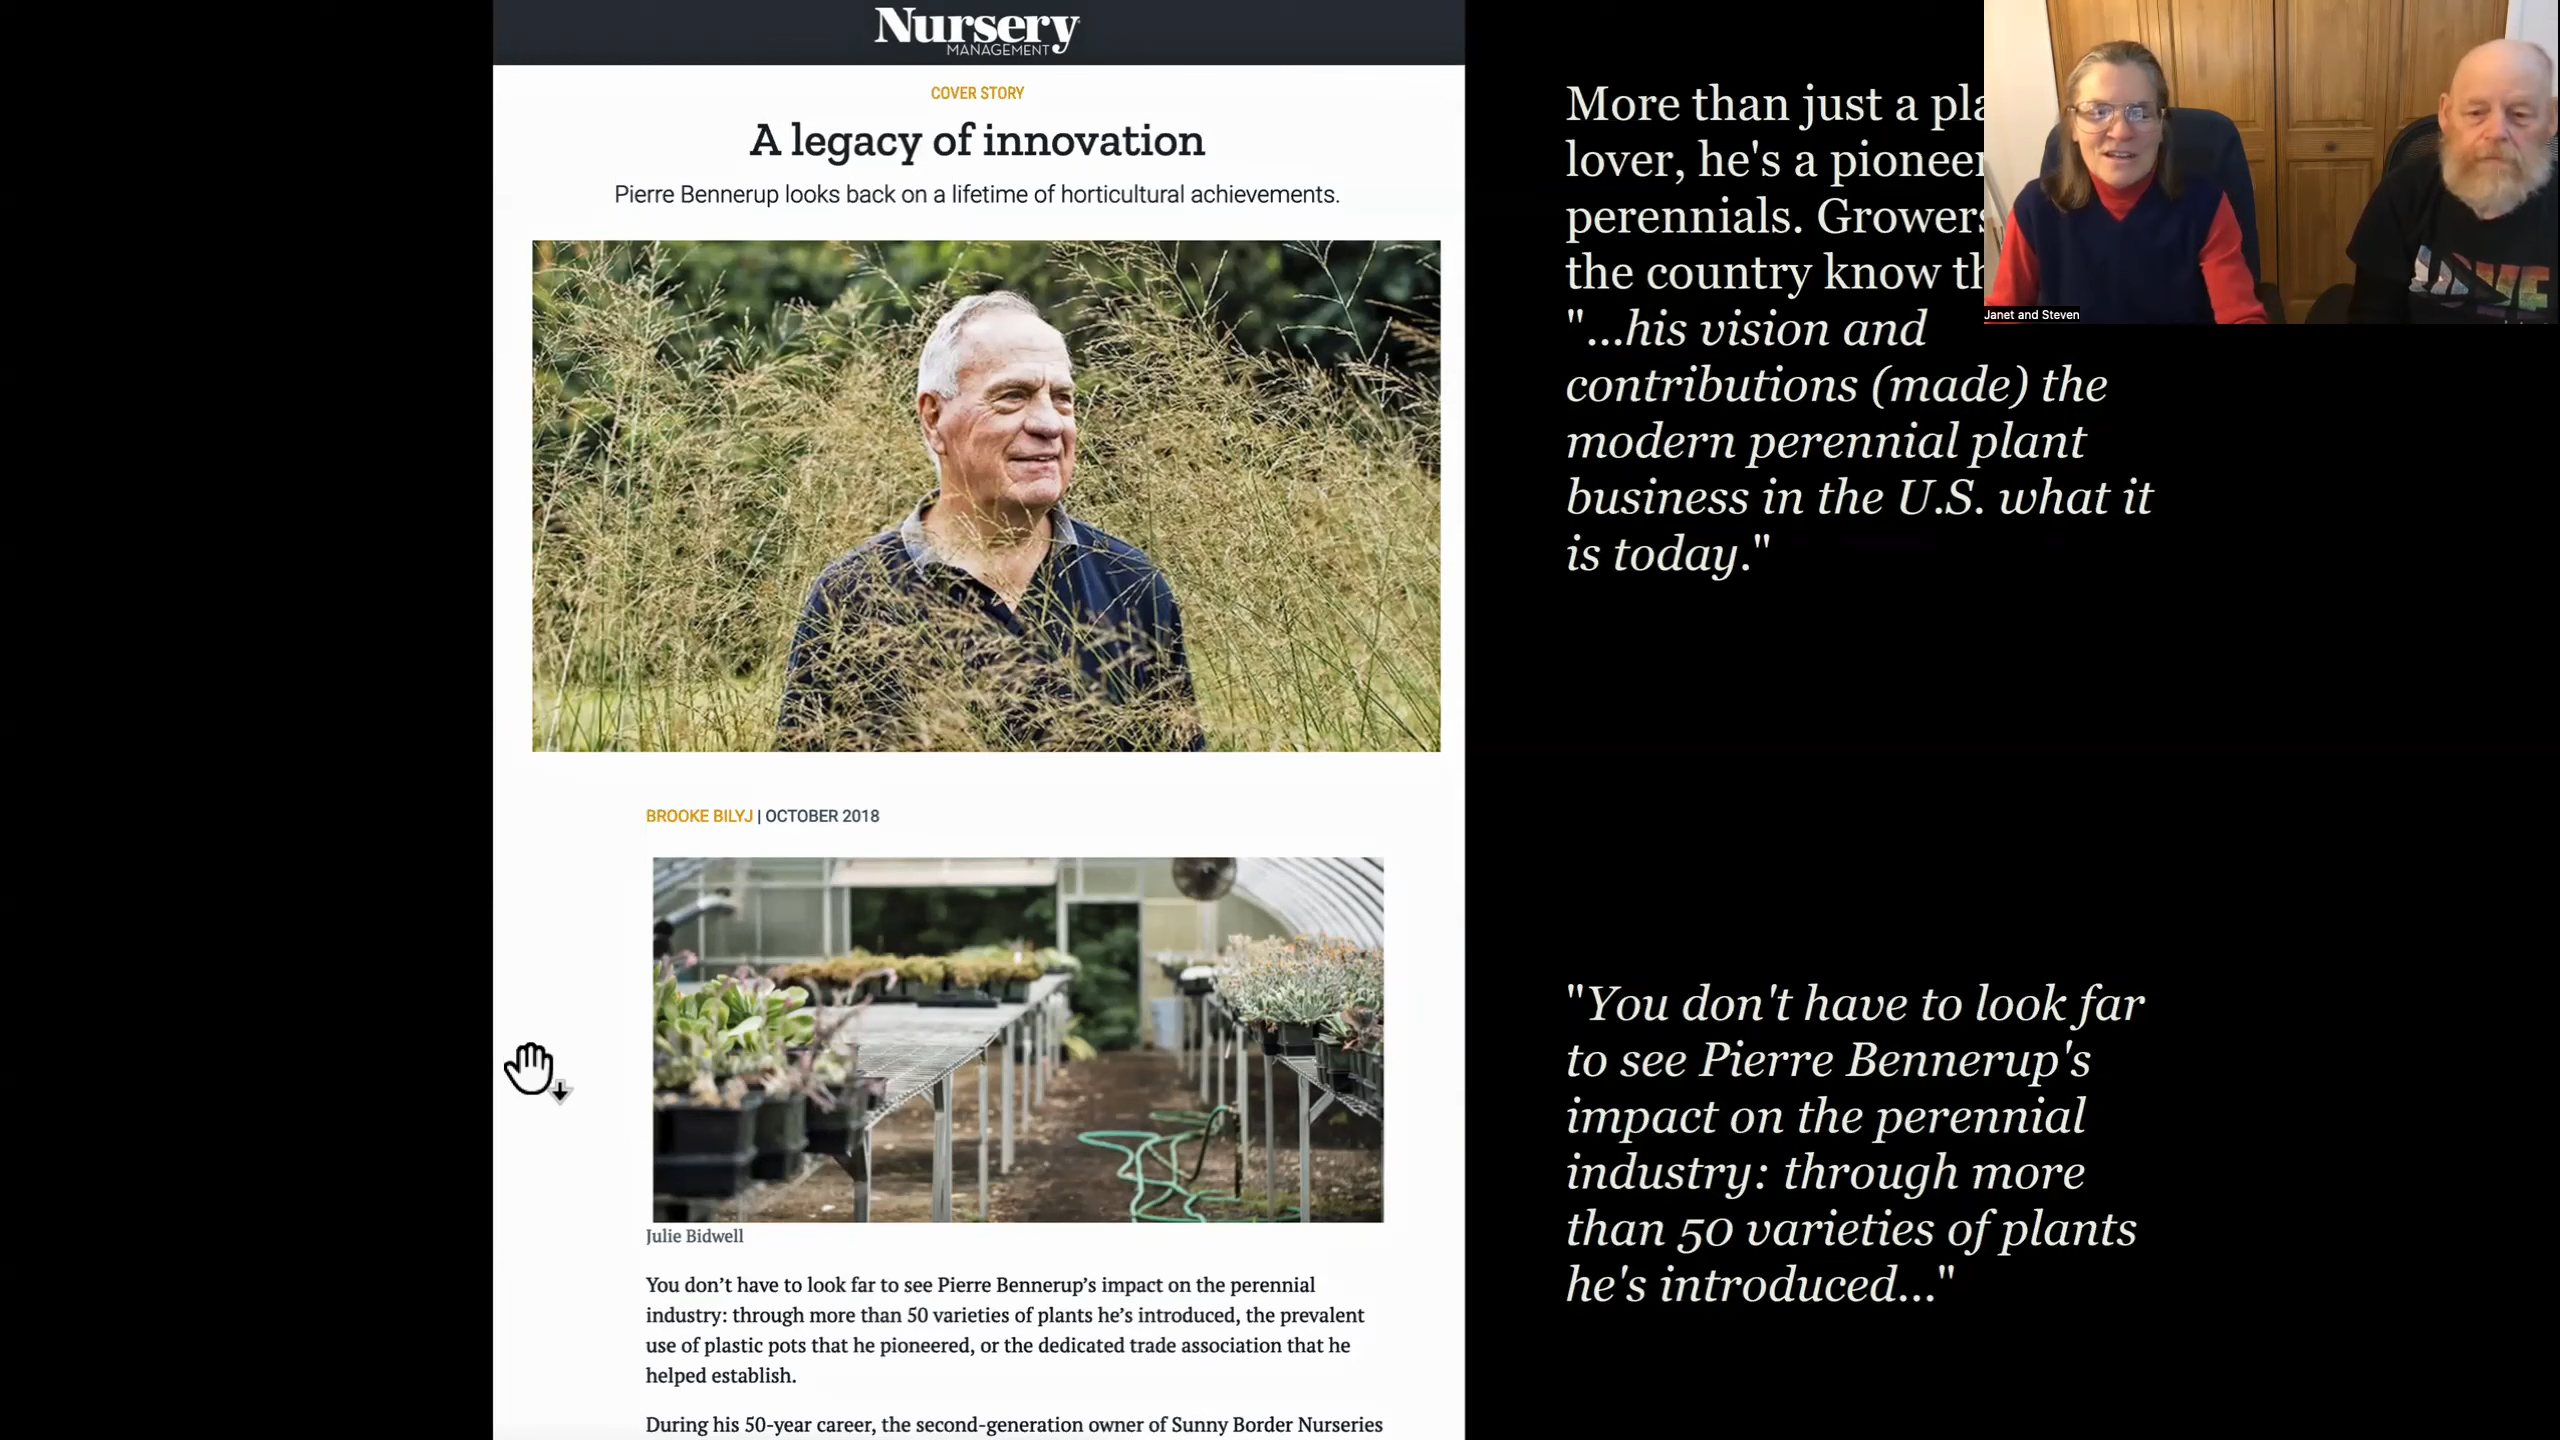 Nursery
MANAGEMENT
COVER STORY
A legacy of innovation
Pierre Bennerup looks back on a lifetime of horticultural achievements.
BROOKE BILYJ | OCTOBER 2018
Julie Bidwell
You don't have to look far to see Pierre Bennerup's impact on the perennial
industry: through more than 50 varieties of plants he's introduced, the prevalent
use of plastic pots that he pioneered, or the dedicated trade association that he
helped establish.
During his 50-year career, the second-generation owner of Sunny Border Nurseries
More than just a pla
lover, he's a pioneer
perennials. Growers
the country know th
"...his vision and
contributions (made) the
modern perennial plant
business in the U.S. what it
is today."
"You don't have to look far
to see Pierre Bennerup's
impact on the perennial
industry: through more
than 50 varieties of plants
he's introduced..."
Janet and Steven